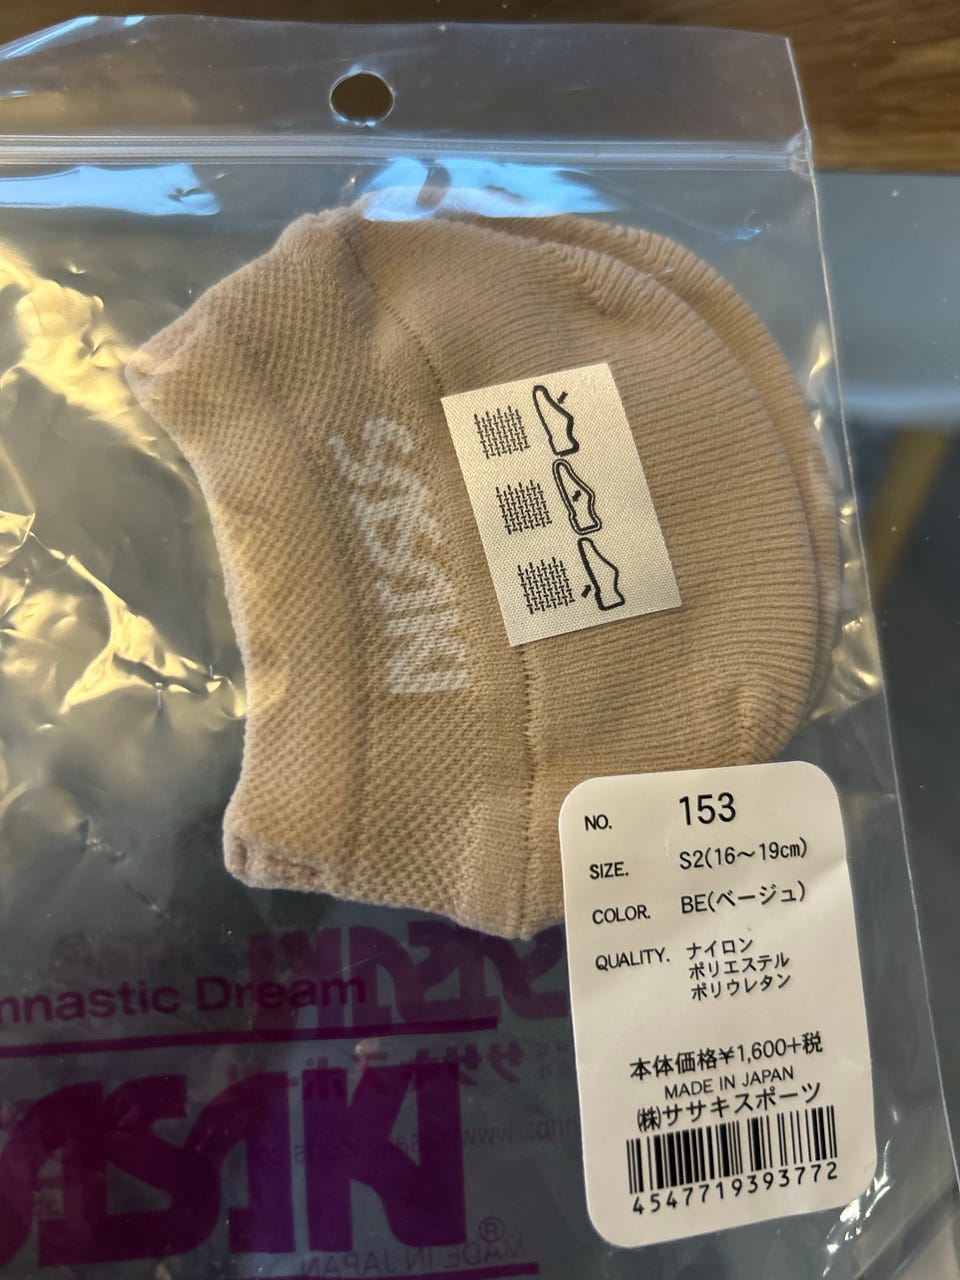 SASAKI
NO. 153
SIZE. S2(16〜19cm)
COLOR. BE(ベージュ)
QUALITY. ナイロン
ポリエステル
ポリウレタン
本体価格¥1,600+税
MADE IN JAPAN
㈱ササキスポーツ
4547719393772
nnastic Dream
SASAKI
®
MADE IN JAPAN